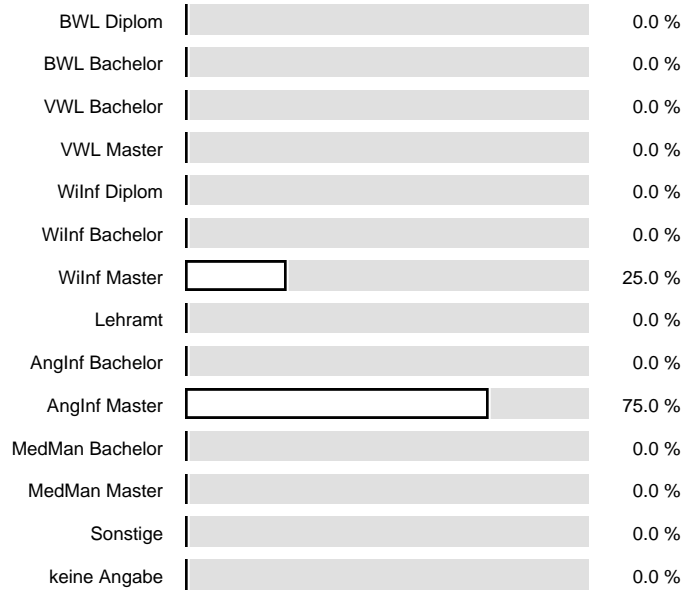 BWL Diplom 0.0 %
BWL Bachelor 0.0 %
VWL Bachelor 0.0 %
VWL Master 0.0 %
WiInf Diplom 0.0 %
WiInf Bachelor 0.0 %
WiInf Master 25.0 %
Lehramt 0.0 %
AngInf Bachelor 0.0 %
AngInf Master 75.0 %
MedMan Bachelor 0.0 %
MedMan Master 0.0 %
Sonstige 0.0 %
keine Angabe 0.0 %